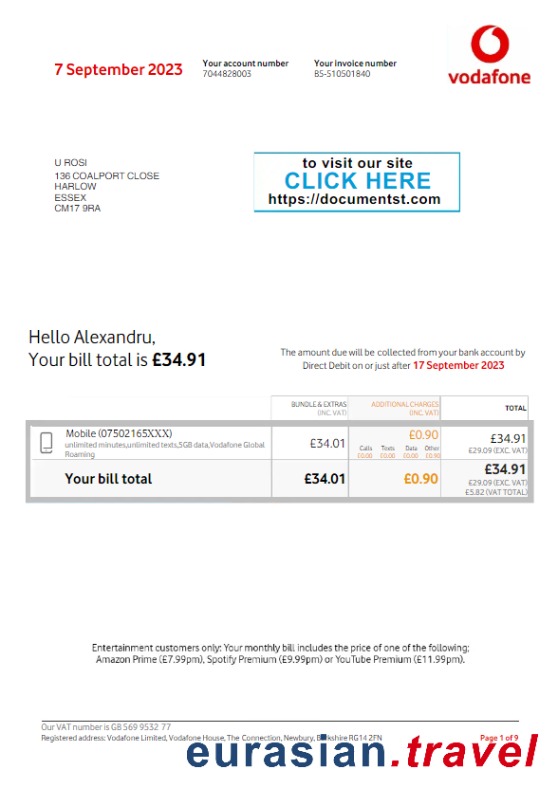 vodafone
7 September 2023
Your account number
7044828003
Your invoice number
B5-510501840
U ROSI
136 COALPORT CLOSE
HARLOW
ESSEX
CM17 9RA
to visit our site
CLICK HERE
https://documentst.com
Hello Alexandru,
Your bill total is £34.91
The amount due will be collected from your bank account by
Direct Debit on or just after 17 September 2023
BUNDLE & EXTRAS (INC. VAT)
ADDITIONAL CHARGES (INC. VAT)
TOTAL
Mobile (07502165XXX)
unlimited minutes,unlimited texts,5GB data,Vodafone Global
Roaming
£34.01
£0.90
Calls Texts Data Other
£0.00 £0.00 £0.00 £0.90
£34.91
£29.09 (EXC. VAT)
Your bill total
£34.01
£0.90
£34.91
£29.09 (EXC. VAT)
£5.82 (VAT TOTAL)
Entertainment customers only: Your monthly bill includes the price of one of the following;
Amazon Prime (£7.99pm), Spotify Premium (£9.99pm) or YouTube Premium (£11.99pm).
Our VAT number is GB 569 9532 77
Registered address: Vodafone Limited, Vodafone House, The Connection, Newbury, Berkshire RG14 2FN
Page 1 of 9
eurasian.travel